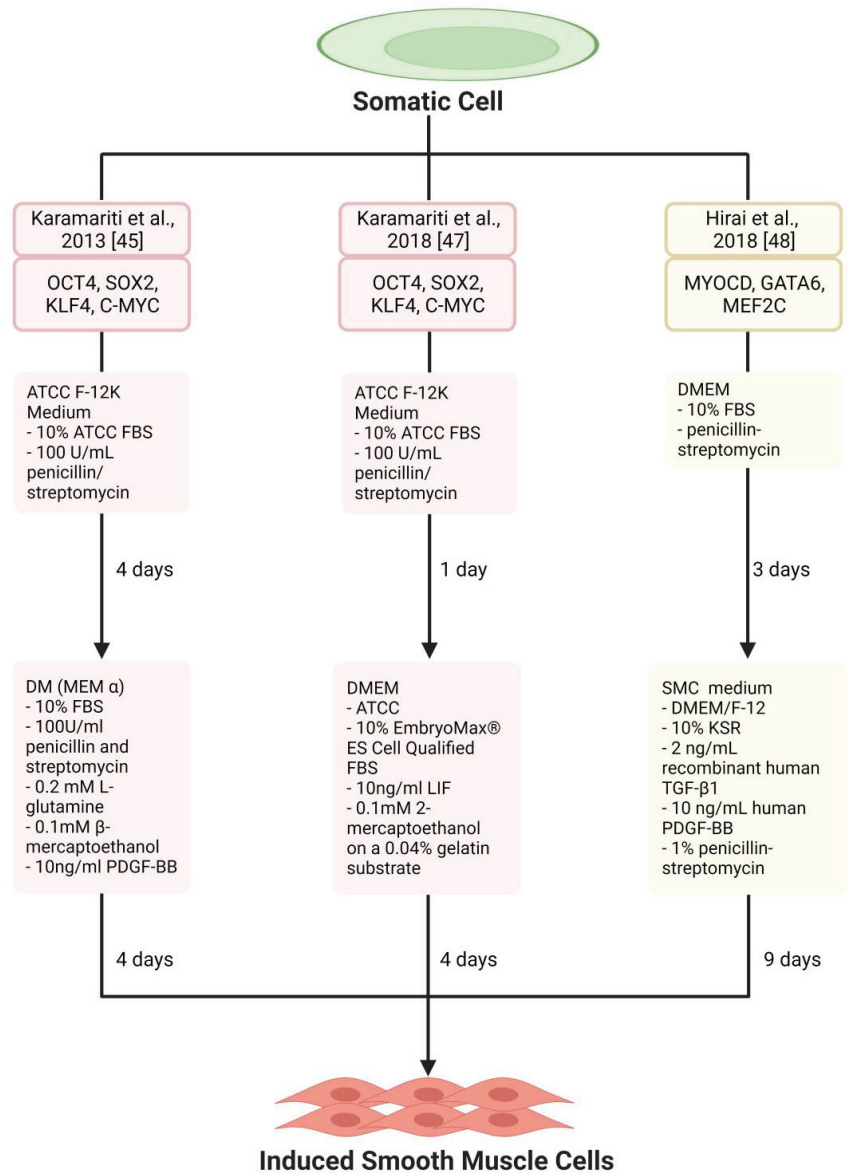 Somatic Cell
Karamariti et al.,
2013 [45]
OCT4, SOX2,
KLF4, C-MYC
ATCC F-12K
Medium
- 10% ATCC FBS
- 100 U/mL
penicillin/
streptomycin
4 days
DM (MEM α)
- 10% FBS
- 100U/ml
penicillin and
streptomycin
- 0.2 mM L-
glutamine
- 0.1mM β-
mercaptoethanol
- 10ng/ml PDGF-BB
4 days
Karamariti et al.,
2018 [47]
OCT4, SOX2,
KLF4, C-MYC
ATCC F-12K
Medium
- 10% ATCC FBS
- 100 U/mL
penicillin/
streptomycin
1 day
DMEM
- ATCC
- 10% EmbryoMax®
ES Cell Qualified
FBS
- 10ng/ml LIF
- 0.1mM 2-
mercaptoethanol
on a 0.04% gelatin
substrate
4 days
Hirai et al.,
2018 [48]
MYOCD, GATA6,
MEF2C
DMEM
- 10% FBS
- penicillin-
streptomycin
3 days
SMC medium
- DMEM/F-12
- 10% KSR
- 2 ng/mL
recombinant human
TGF-β1
- 10 ng/mL human
PDGF-BB
- 1% penicillin-
streptomycin
9 days
Induced Smooth Muscle Cells